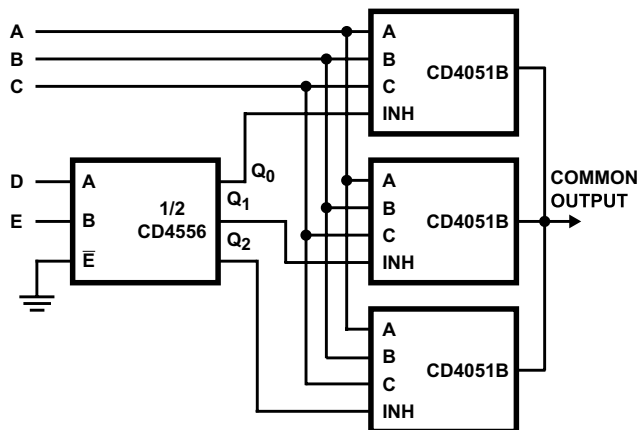 A
B
C
A
B
C
INH
CD4051B
D
E
A
B
E̅
1/2
CD4556
Q0
Q1
Q2
A
B
C
INH
CD4051B
COMMON
OUTPUT
A
B
C
INH
CD4051B